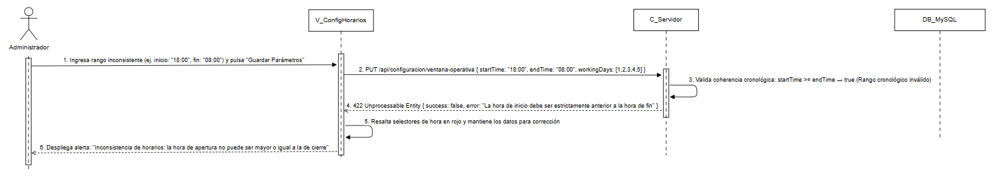 V_ConfigHorarios
C_Servidor
DB_MySQL
Administrador
1. Ingresa rango inconsistente (ej. inicio: "18:00", fin: "08:00") y pulsa "Guardar Parámetros"
2. PUT /api/configuracion/ventana-operativa { startTime: "18:00", endTime: "08:00", workingDays: [1,2,3,4,5] }
3. Valida coherencia cronológica: startTime >= endTime → true (Rango cronológico inválido)
4. 422 Unprocessable Entity { success: false, error: "La hora de inicio debe ser estrictamente anterior a la hora de fin" }
5. Resalta selectores de hora en rojo y mantiene los datos para corrección
6. Despliega alerta: "Inconsistencia de horarios: la hora de apertura no puede ser mayor o igual a la de cierre"